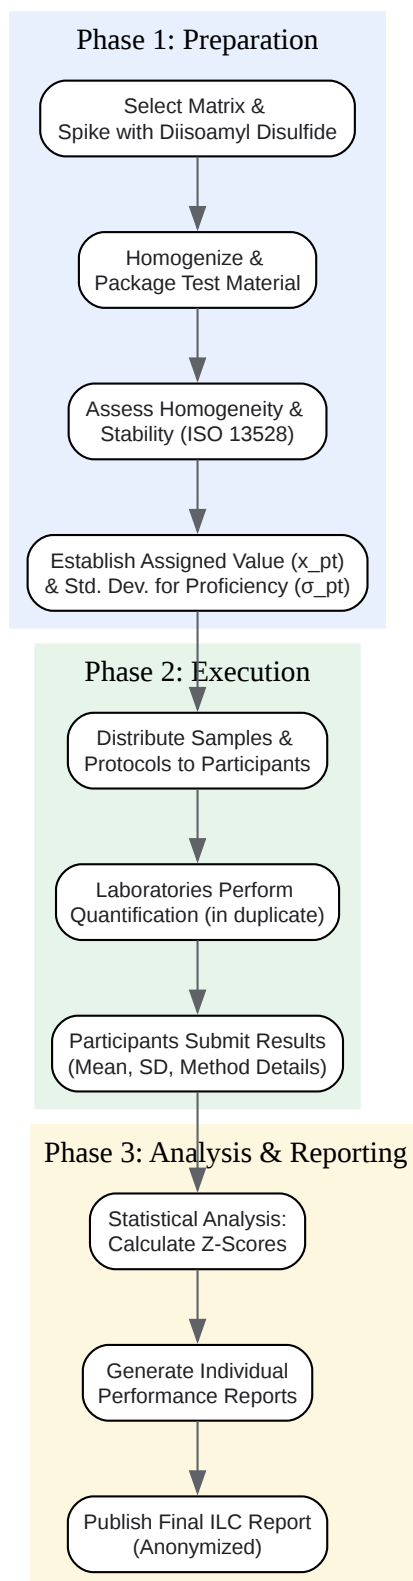 Phase 1: Preparation
Select Matrix &
Spike with Diisoamyl Disulfide
Homogenize &
Package Test Material
Assess Homogeneity &
Stability (ISO 13528)
Establish Assigned Value (x_pt)
& Std. Dev. for Proficiency (σ_pt)
Phase 2: Execution
Distribute Samples &
Protocols to Participants
Laboratories Perform
Quantification (in duplicate)
Participants Submit Results
(Mean, SD, Method Details)
Phase 3: Analysis & Reporting
Statistical Analysis:
Calculate Z-Scores
Generate Individual
Performance Reports
Publish Final ILC Report
(Anonymized)